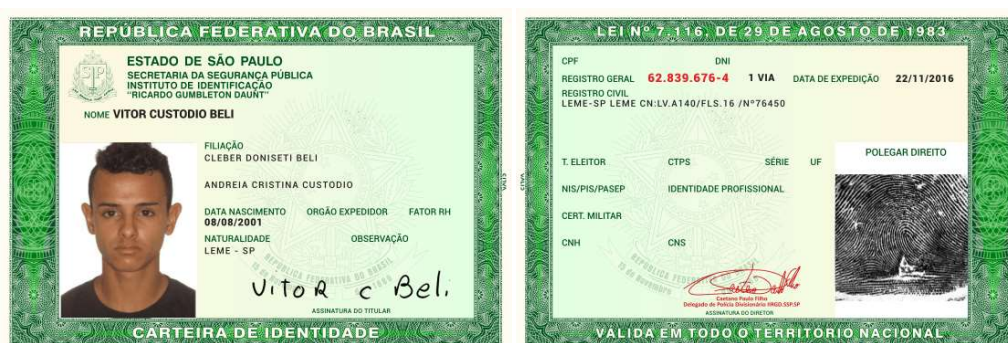 REPÚBLICA FEDERATIVA DO BRASIL
ESTADO DE SÃO PAULO
SECRETARIA DA SEGURANÇA PÚBLICA
INSTITUTO DE IDENTIFICAÇÃO
"RICARDO GUMBLETON DAUNT"
NOME VITOR CUSTODIO BELI
FILIAÇÃO
CLEBER DONISETI BELI
ANDREIA CRISTINA CUSTODIO
DATA NASCIMENTO ORGÃO EXPEDIDOR FATOR RH
08/08/2001
NATURALIDADE OBSERVAÇÃO
LEME - SP
VITOR C Beli
ASSINATURA DO TITULAR
CARTEIRA DE IDENTIDADE
LEI Nº 7.116, DE 29 DE AGOSTO DE 1983
CPF DNI
REGISTRO GERAL 62.839.676-4 1 VIA DATA DE EXPEDIÇÃO 22/11/2016
REGISTRO CIVIL
LEME-SP LEME CN:LV.A140/FLS.16 /Nº76450
POLEGAR DIREITO
T. ELEITOR CTPS SÉRIE UF
NIS/PIS/PASEP IDENTIDADE PROFISSIONAL
CERT. MILITAR
CNH CNS
Caetano Paulo Filho
Delegado de Polícia Divisionário IIRGD.SSP.SP
ASSINATURA DO DIRETOR
VÁLIDA EM TODO O TERRITÓRIO NACIONAL